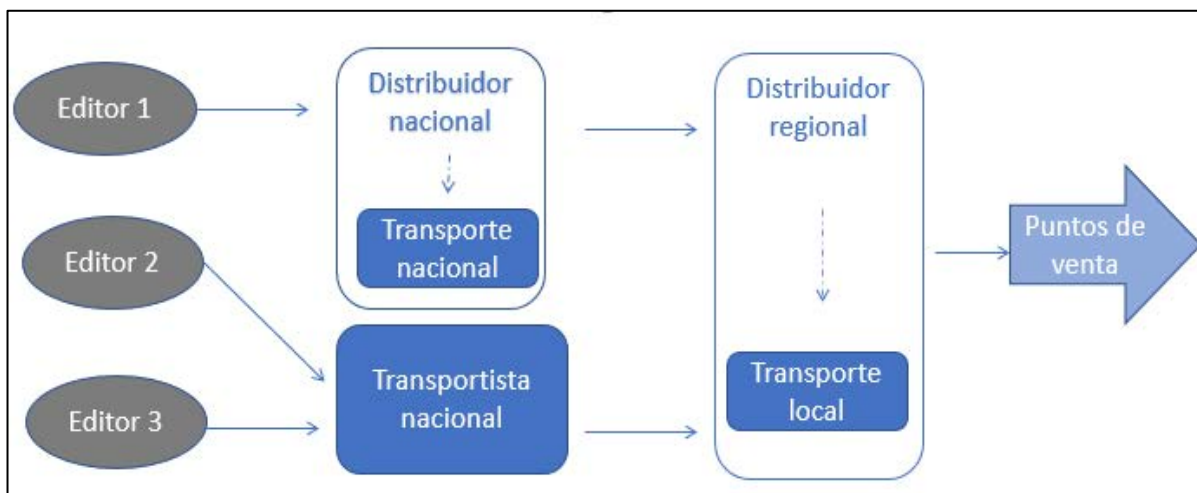 Editor 1
Distribuidor
nacional
Transporte
nacional
Distribuidor
regional
Editor 2
Puntos de
venta
Transportista
nacional
Transporte
local
Editor 3